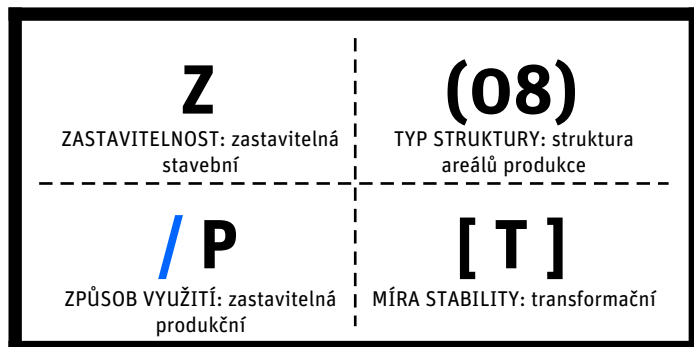 Z
ZASTAVITELNOST: zastavitelná
stavební
(08)
TYP STRUKTURY: struktura
areálů produkce
/ P
ZPŮSOB VYUŽITÍ: zastavitelná
produkční
[ T ]
MÍRA STABILITY: transformační